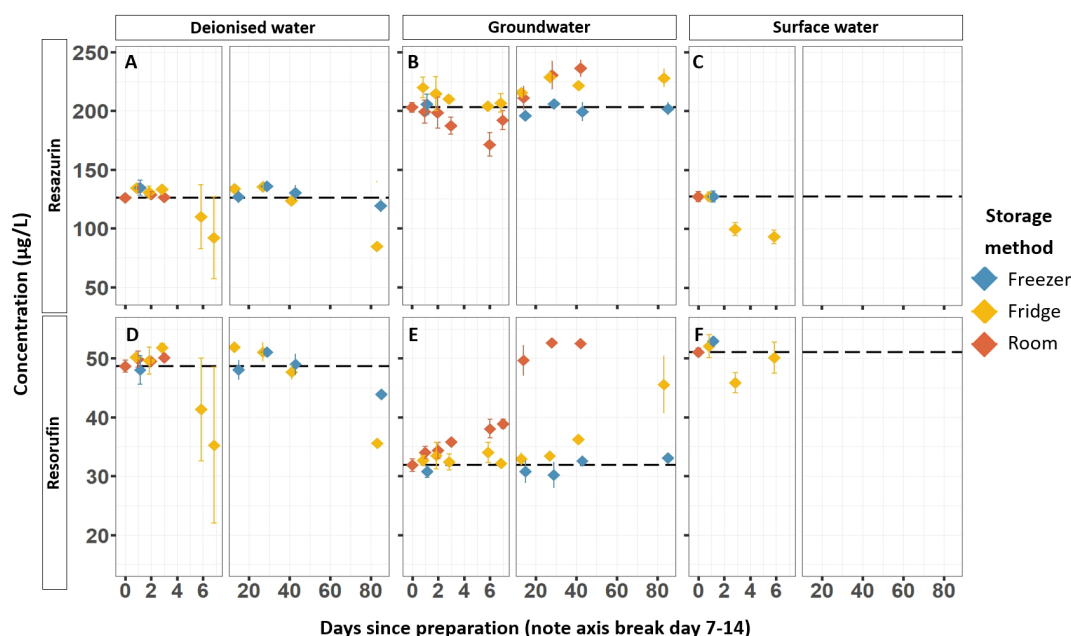 Deionised water Groundwater Surface water
Resazurin
Resorufin
Concentration (µg/L)
A B C
250
200
150
100
50
D E F
50
40
30
20
0 2 4 6 20 40 60 80 0 2 4 6 20 40 60 80 0 2 4 6 20 40 60 80
Days since preparation (note axis break day 7-14)
Storage
method
Freezer
Fridge
Room